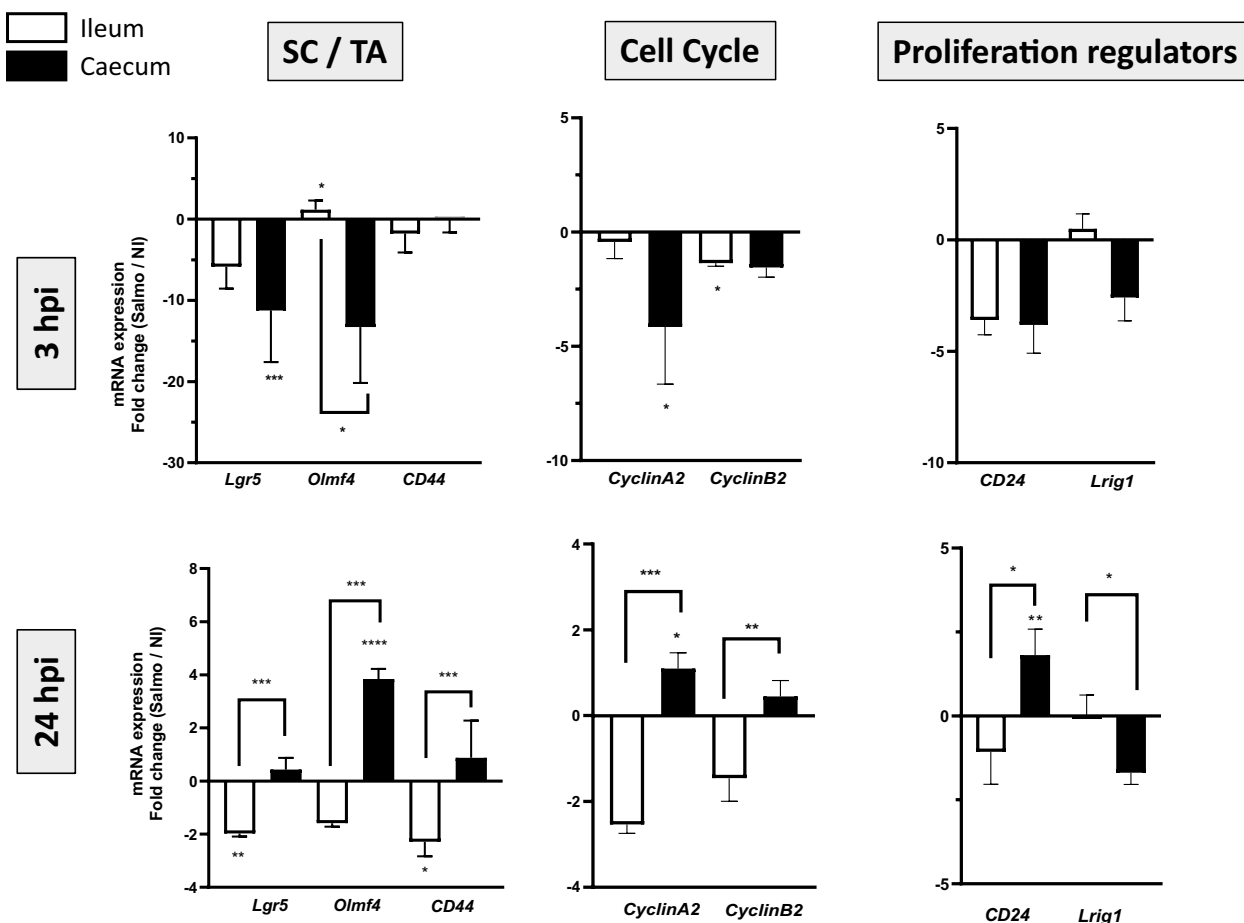 Ileum
Caecum
SC / TA
Cell Cycle
Proliferation regulators
3 hpi
mRNA expression
Fold change (Salmo / NI)
10
0
-10
-20
-30
*
***
*
Lgr5 Olmf4 CD44
5
0
-5
-10
*
*
CyclinA2 CyclinB2
5
0
-5
-10
CD24 Lrig1
24 hpi
mRNA expression
Fold change (Salmo / NI)
8
6
4
2
0
-2
-4
***
***
****
***
**
*
Lgr5 Olmf4 CD44
4
2
0
-2
-4
***
*
**
CyclinA2 CyclinB2
5
0
-5
*
**
*
CD24 Lrig1